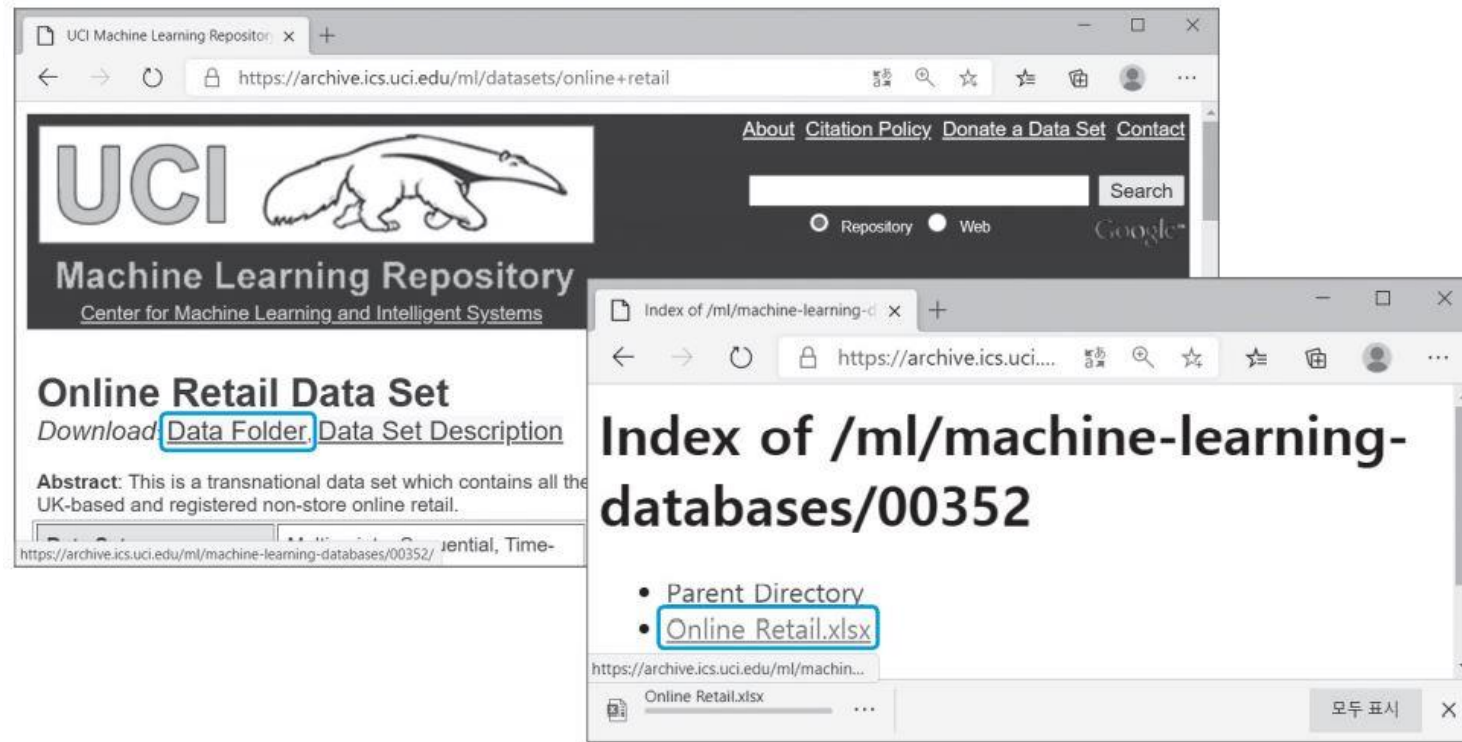 UCI Machine Learning Repositor
https://archive.ics.uci.edu/ml/datasets/online+retail
About Citation Policy Donate a Data Set Contact
UCI
Search
Repository Web
Google
Machine Learning Repository
Center for Machine Learning and Intelligent Systems
Online Retail Data Set
Download: Data Folder, Data Set Description
Abstract: This is a transnational data set which contains all the
UK-based and registered non-store online retail.
uential, Time-
https://archive.ics.uci.edu/ml/machine-learning-databases/00352/
Index of /ml/machine-learning-d
https://archive.ics.uci....
Index of /ml/machine-learning-
databases/00352
Parent Directory
Online Retail.xlsx
https://archive.ics.uci.edu/ml/machin...
Online Retail.xlsx
모두 표시